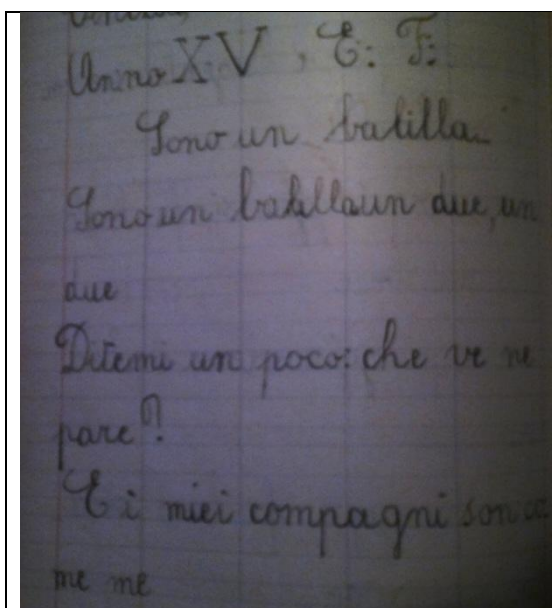 Anno XV, E: F:
Sono un balilla..
Sono un balilla un due, un
due
Ditemi un poco: che ve ne
pare?
E i miei compagni son co
me me